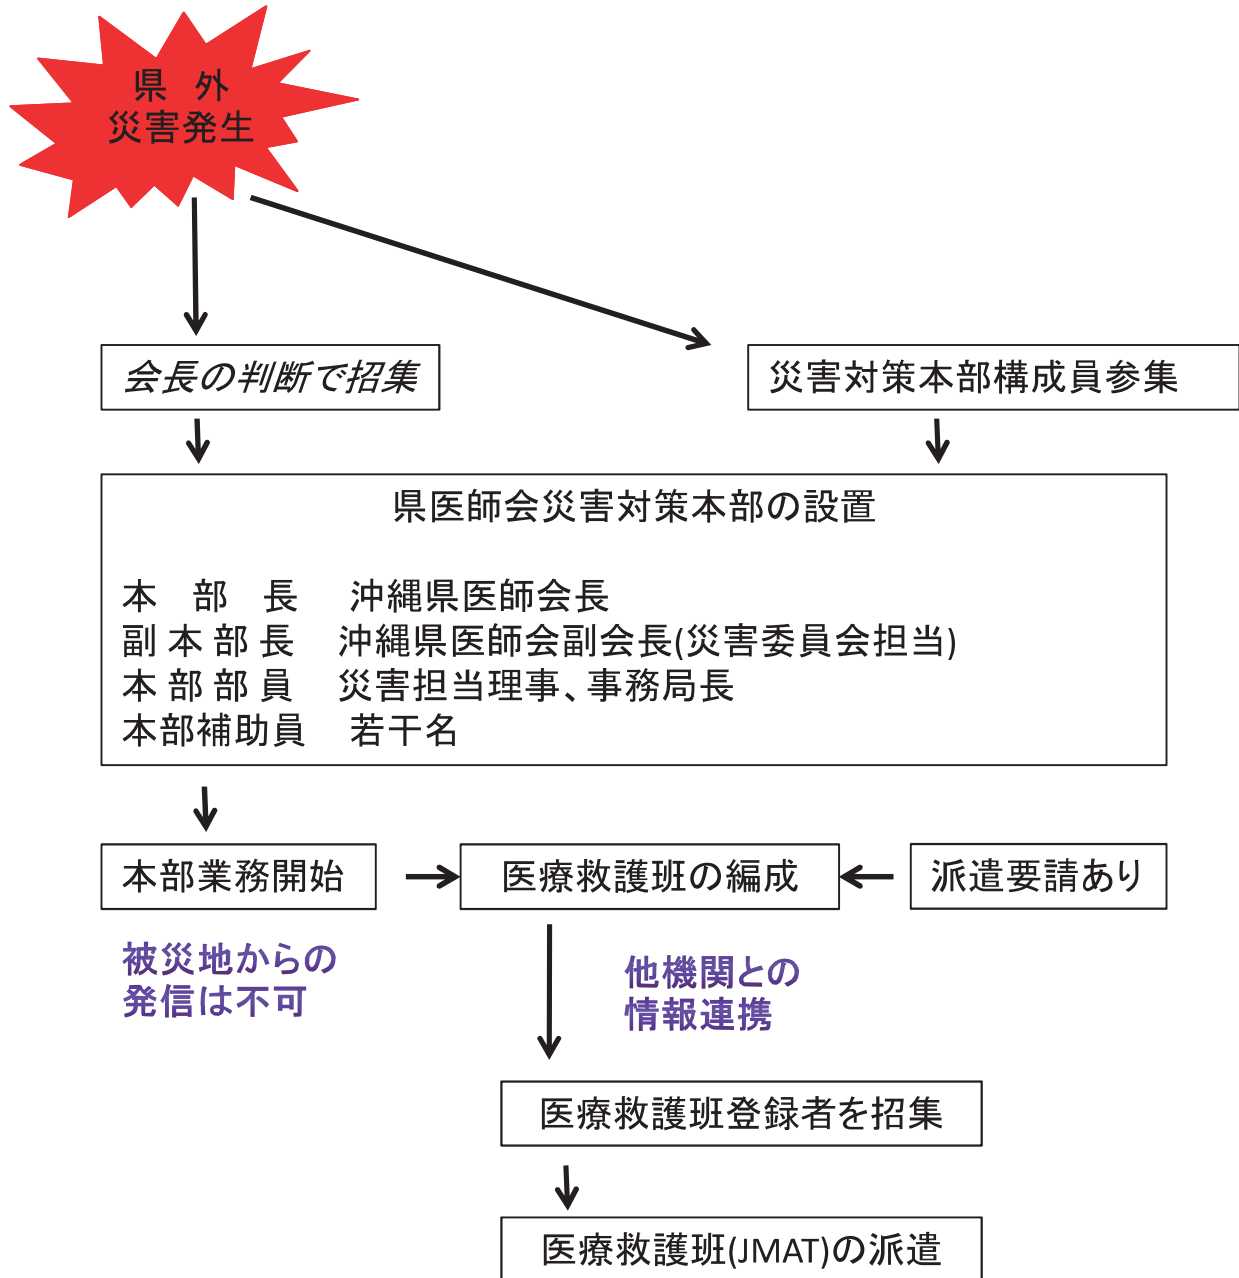 県 外
災害発生
会長の判断で招集
災害対策本部構成員参集
県医師会災害対策本部の設置
本 部 長 沖縄県医師会長
副本部長 沖縄県医師会副会長(災害委員会担当)
本部部員 災害担当理事、事務局長
本部補助員 若干名
本部業務開始
医療救護班の編成
派遣要請あり
被災地からの
発信は不可
他機関との
情報連携
医療救護班登録者を招集
医療救護班(JMAT)の派遣